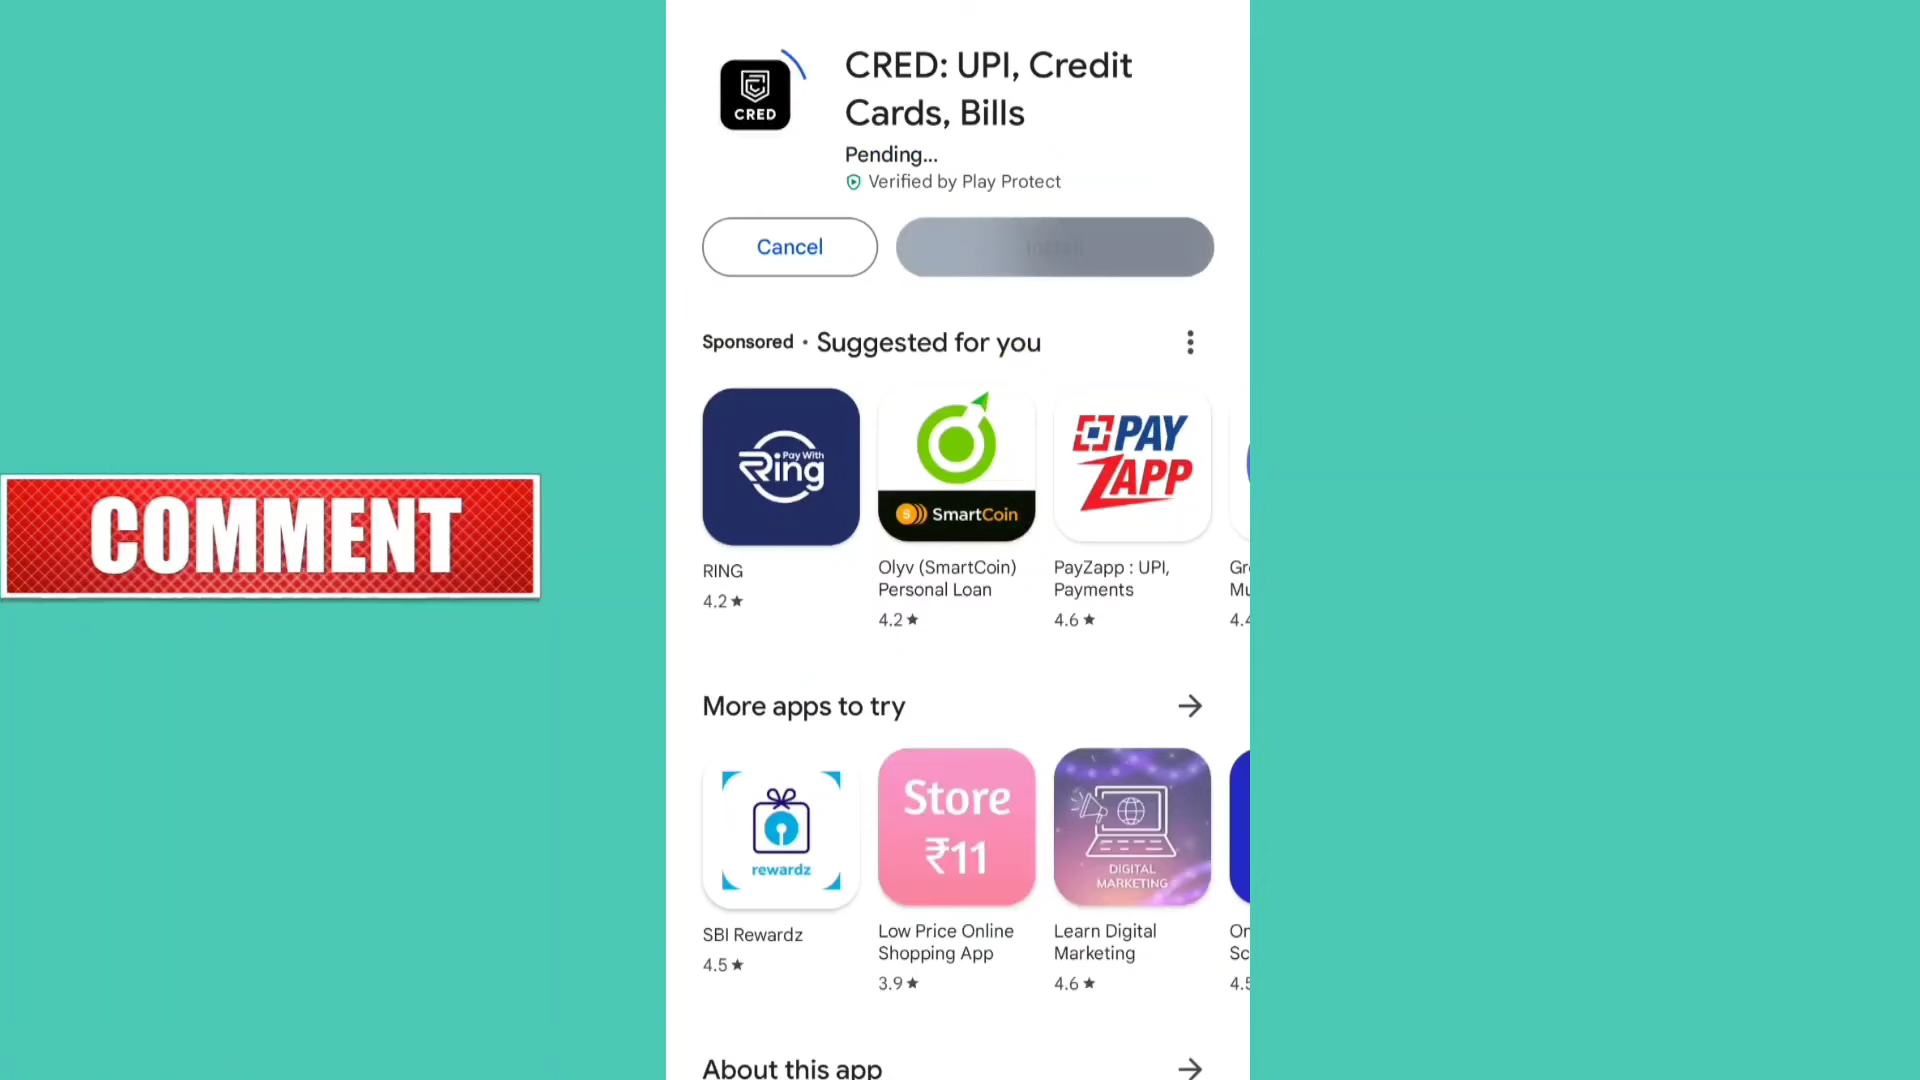 CRED: UPI, Credit
Cards, Bills
CRED
Pending...
Verified by Play Protect
Cancel
Install
Sponsored • Suggested for you
Pay With
Ring
SmartCoin
PAY
ZAPP
RING
4.2★
Olyv (SmartCoin)
Personal Loan
4.2★
PayZapp : UPI,
Payments
4.6★
Gr
Mu
4.4
COMMENT
More apps to try
rewardz
Store
₹11
DIGITAL
MARKETING
SBI Rewardz
4.5★
Low Price Online
Shopping App
3.9★
Learn Digital
Marketing
4.6★
Or
Sc
4.5
About this app